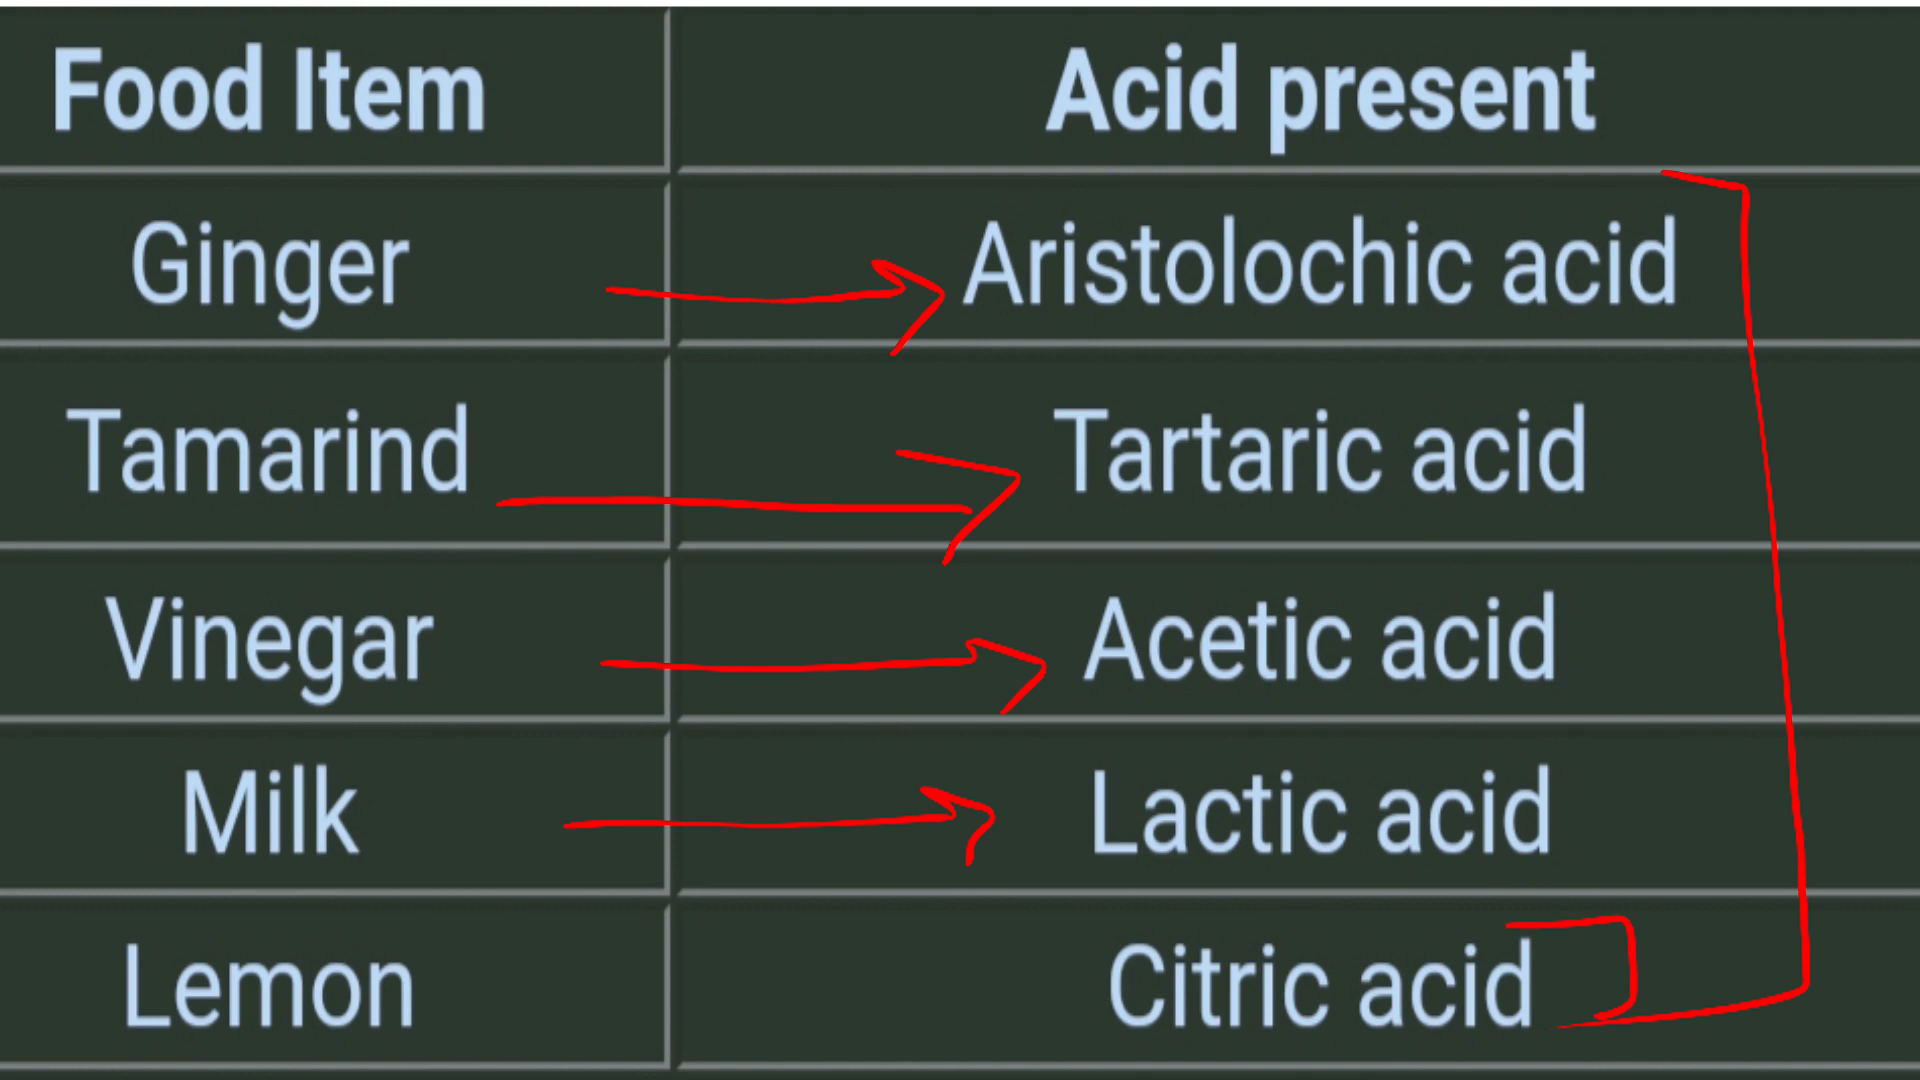 Food Item Acid present
Ginger Aristolochic acid
Tamarind Tartaric acid
Vinegar Acetic acid
Milk Lactic acid
Lemon Citric acid